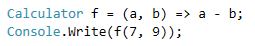 Calculator f = (a, b) => a - b;
Console.Write(f(7, 9));